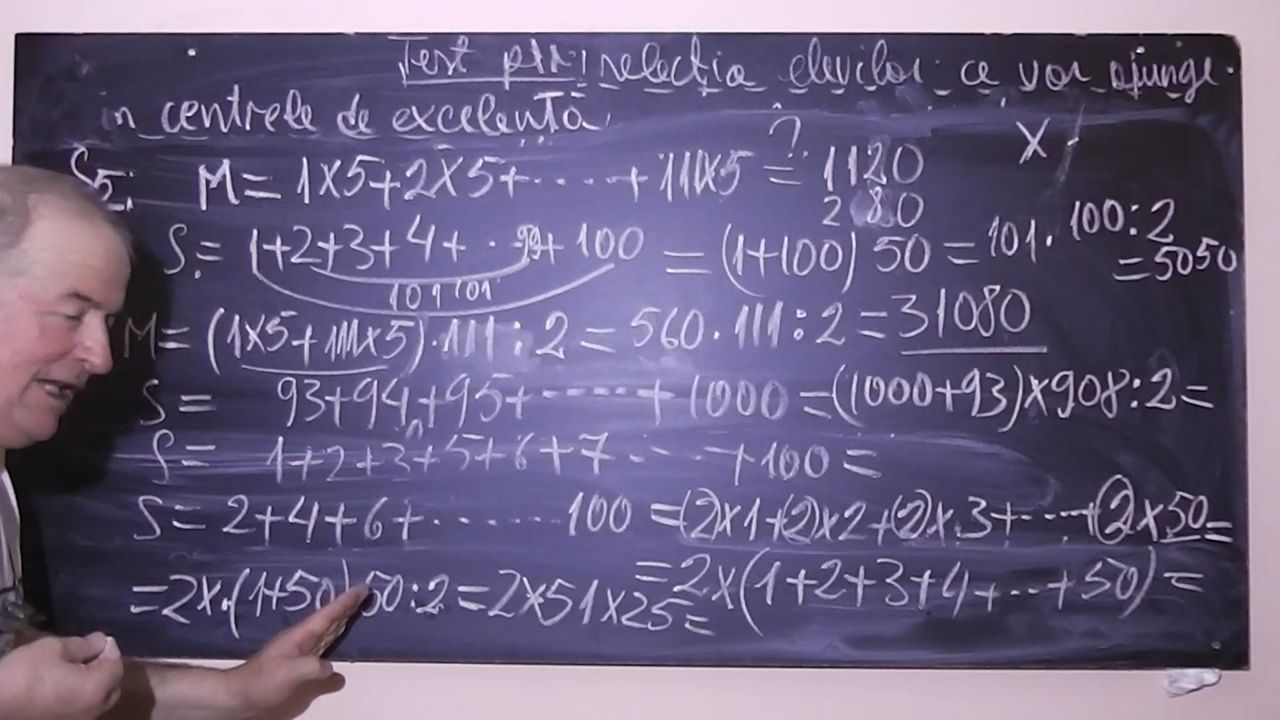 Test ptr. selecția elevilor ce vor ajunge
în centrele de excelență.
S5: M = 1x5+2x5+.....+111x5 = 1120
? X
280
S = 1+2+3+4+..99+100 = (1+100) 50 = 101.100:2
=5050
101 101
M= (1x5+111x5).111:2 = 560.111:2 = 31080
S = 93+94+95+......+1000 = (1000+93)x908:2=
S = 1+2+3+5+6+7....+100=
S = 2+4+6+....... 100 = (2x1+2x2+2x3+....+2x50=
=2x(1+2+3+4+..+50)=
=2x.(1+50)50:2=2x51x25=